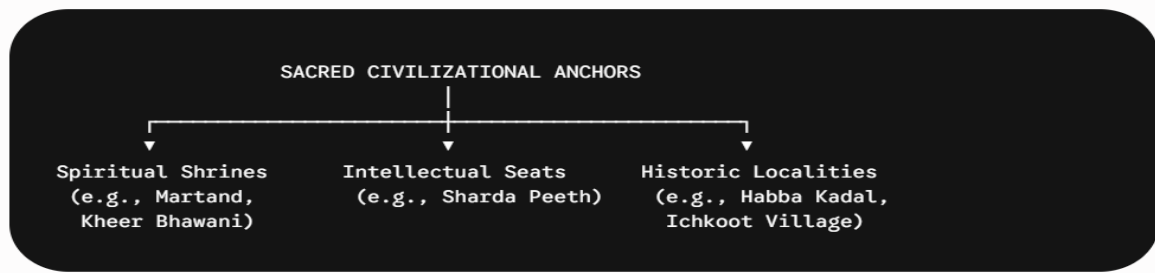 SACRED CIVILIZATIONAL ANCHORS
Spiritual Shrines Intellectual Seats Historic Localities
(e.g., Martand, (e.g., Sharda Peeth) (e.g., Habba Kadal,
Kheer Bhawani) Ichkoot Village)